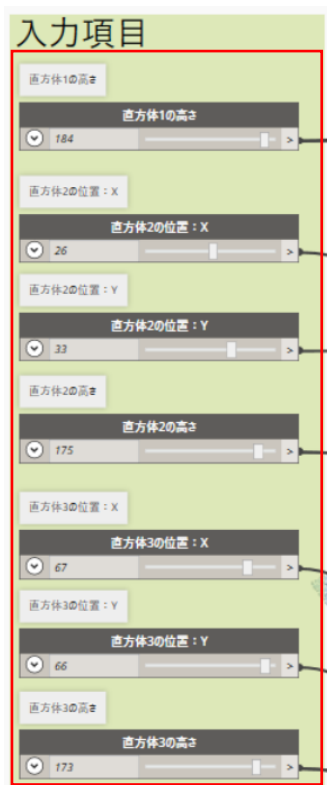 入力項目
直方体1の高さ
直方体1の高さ
184
>
直方体2の位置：X
直方体2の位置：X
26
>
直方体2の位置：Y
直方体2の位置：Y
33
>
直方体2の高さ
直方体2の高さ
175
>
直方体3の位置：X
直方体3の位置：X
67
>
直方体3の位置：Y
直方体3の位置：Y
66
>
直方体3の高さ
直方体3の高さ
173
>